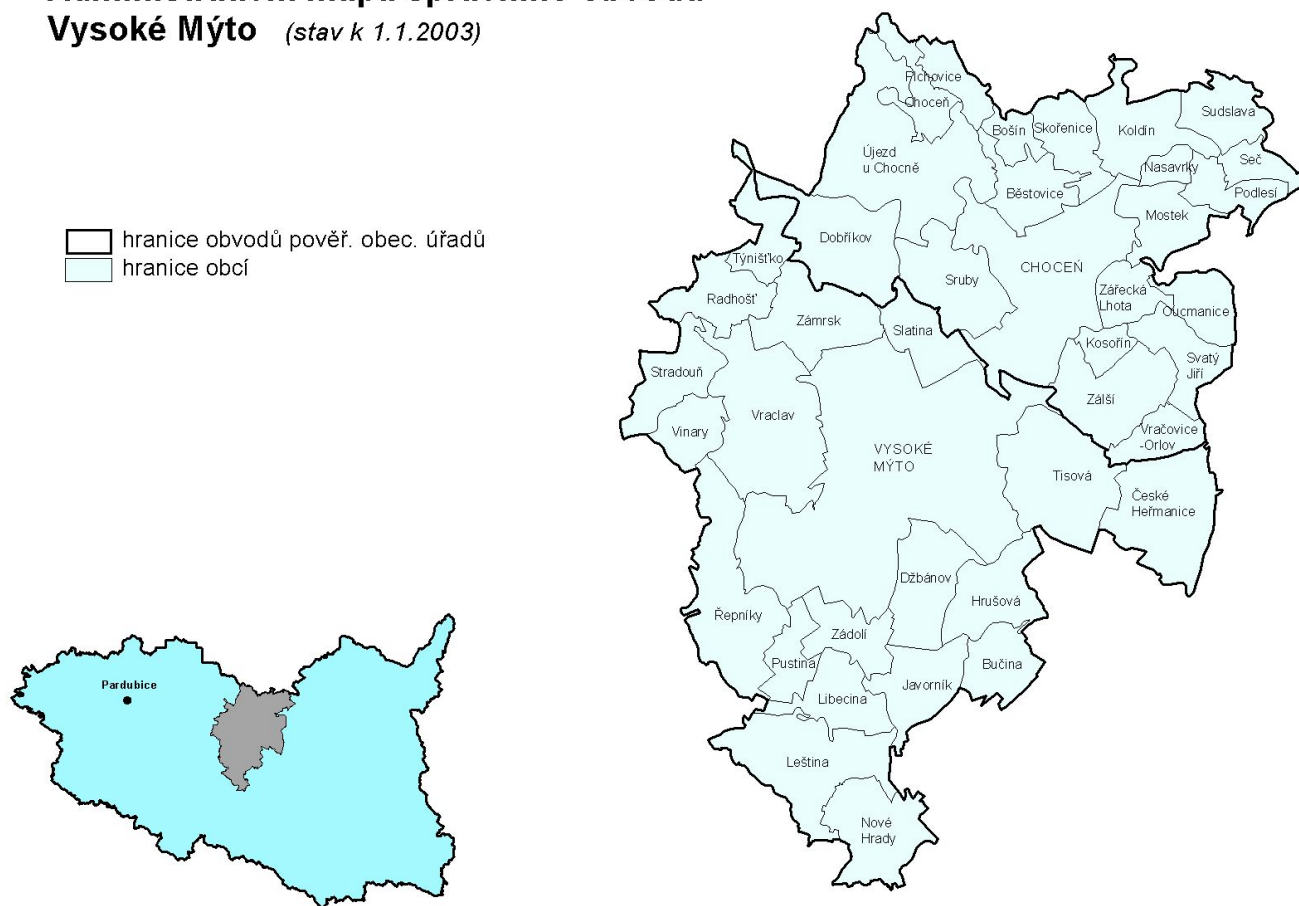 Vysoké Mýto (stav k 1.1.2003)
hranice obvodů pověř. obec. úřadů
hranice obcí
Plchovice
Choceň
Bošín
Skořenice
Koldín
Sudslava
Újezd
u Chocně
Nasavrky
Seč
Běstovice
Podlesí
Mostek
Dobříkov
Týnišťko
CHOCEŇ
Sruby
Zářecká
Lhota
Radhošť
Oucmanice
Zámrsk
Slatina
Kosořín
Svatý
Jiří
Stradouň
Zálší
Vraclav
Vinary
Vračovice
-Orlov
VYSOKÉ
MÝTO
Tisová
České
Heřmanice
Džbánov
Hrušová
Řepníky
Zádolí
Pustina
Bučina
Javorník
Libecina
Leština
Nové
Hrady
Pardubice